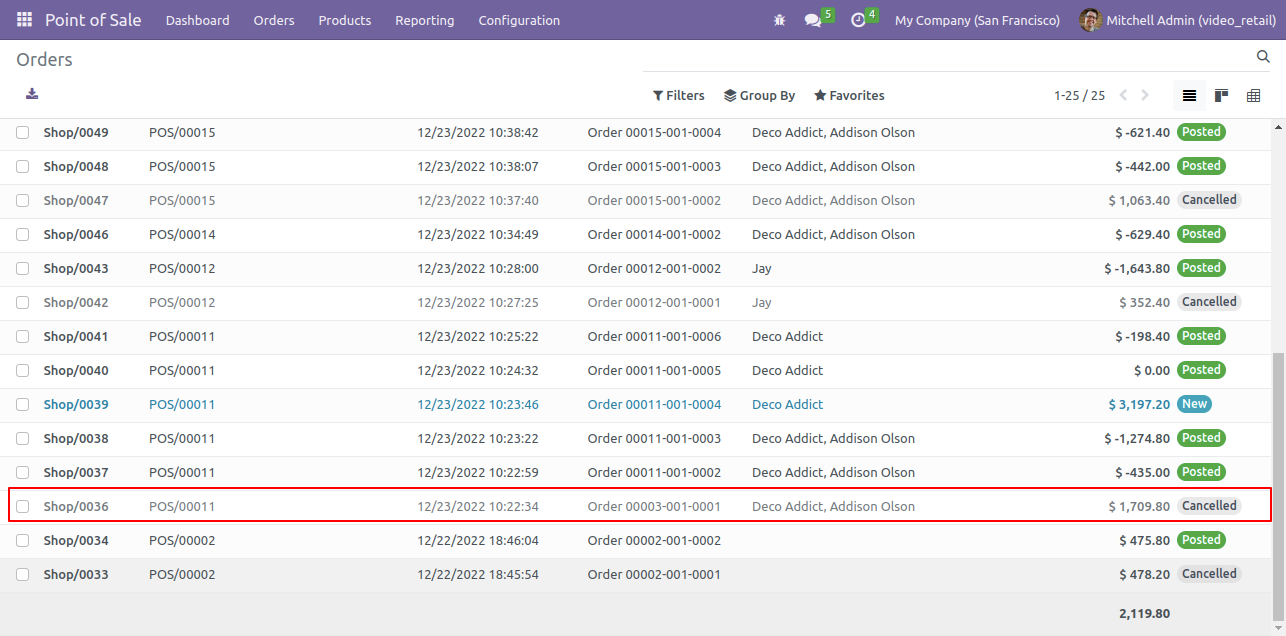 Point of Sale Dashboard Orders Products Reporting Configuration 5 4 My Company (San Francisco) Mitchell Admin (video_retail)
Orders
Filters Group By Favorites 1-25 / 25
Shop/0049 POS/00015 12/23/2022 10:38:42 Order 00015-001-0004 Deco Addict, Addison Olson $ -621.40 Posted
Shop/0048 POS/00015 12/23/2022 10:38:07 Order 00015-001-0003 Deco Addict, Addison Olson $ -442.00 Posted
Shop/0047 POS/00015 12/23/2022 10:37:40 Order 00015-001-0002 Deco Addict, Addison Olson $ 1,063.40 Cancelled
Shop/0046 POS/00014 12/23/2022 10:34:49 Order 00014-001-0002 Deco Addict, Addison Olson $ -629.40 Posted
Shop/0043 POS/00012 12/23/2022 10:28:00 Order 00012-001-0002 Jay $ -1,643.80 Posted
Shop/0042 POS/00012 12/23/2022 10:27:25 Order 00012-001-0001 Jay $ 352.40 Cancelled
Shop/0041 POS/00011 12/23/2022 10:25:22 Order 00011-001-0006 Deco Addict $ -198.40 Posted
Shop/0040 POS/00011 12/23/2022 10:24:32 Order 00011-001-0005 Deco Addict $ 0.00 Posted
Shop/0039 POS/00011 12/23/2022 10:23:46 Order 00011-001-0004 Deco Addict $ 3,197.20 New
Shop/0038 POS/00011 12/23/2022 10:23:22 Order 00011-001-0003 Deco Addict, Addison Olson $ -1,274.80 Posted
Shop/0037 POS/00011 12/23/2022 10:22:59 Order 00011-001-0002 Deco Addict, Addison Olson $ -435.00 Posted
Shop/0036 POS/00011 12/23/2022 10:22:34 Order 00003-001-0001 Deco Addict, Addison Olson $ 1,709.80 Cancelled
Shop/0034 POS/00002 12/22/2022 18:46:04 Order 00002-001-0002 $ 475.80 Posted
Shop/0033 POS/00002 12/22/2022 18:45:54 Order 00002-001-0001 $ 478.20 Cancelled
2,119.80